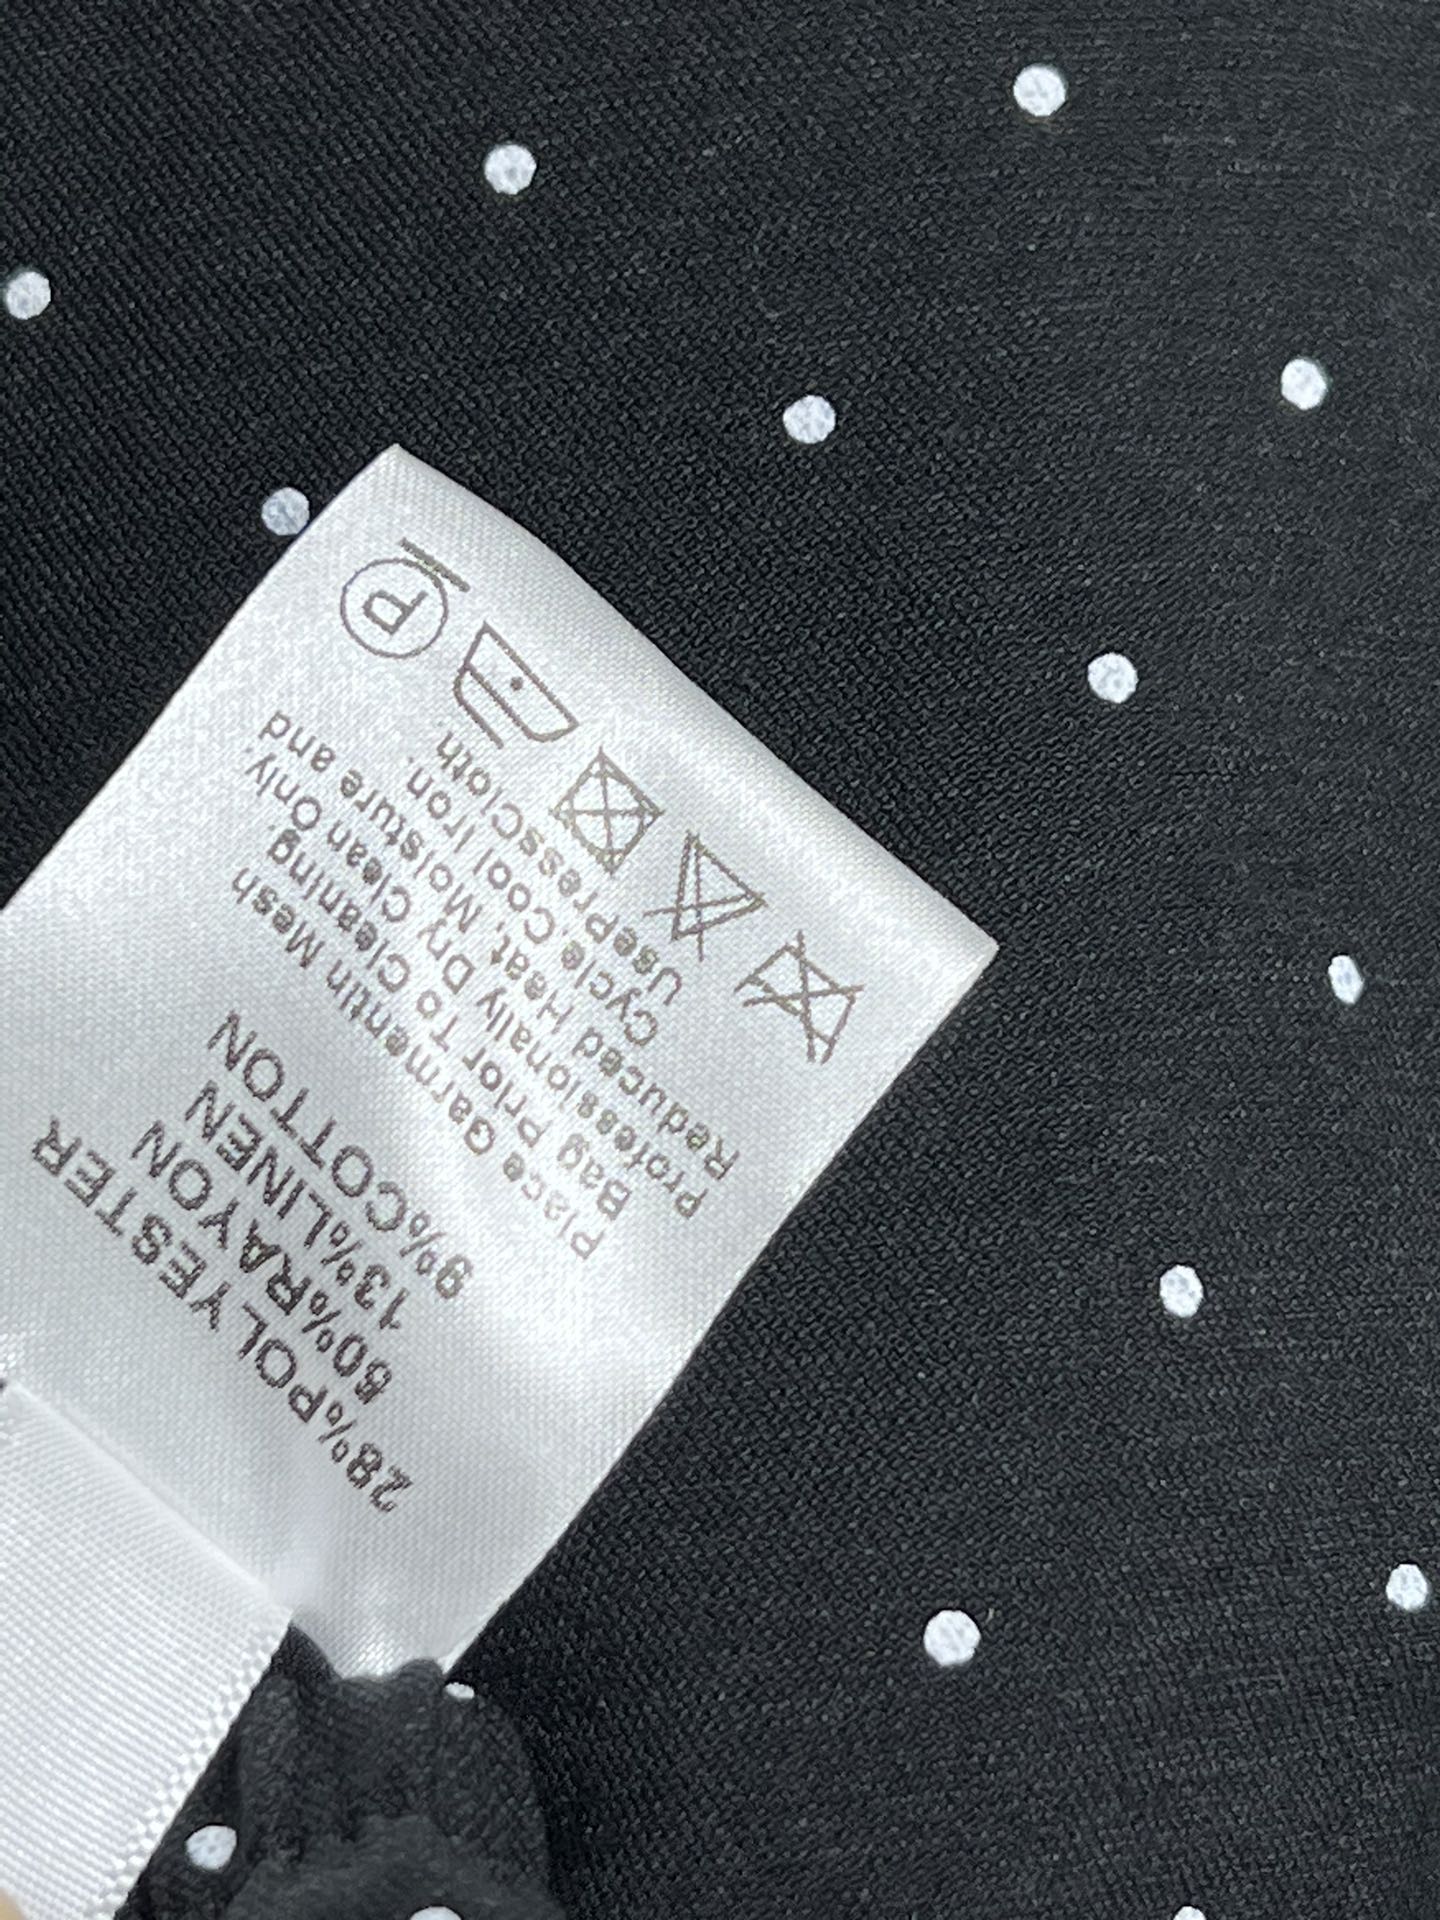 28%POLYESTER
50%RAYON
13%LINEN
9%COTTON
Place Garmentin Mesh
Bag Prior To Cleaning.
Professionally Dry Clean Only.
Reduced Heat, Moisture and
Cycle.Cool Iron.
UsepressCloth
P